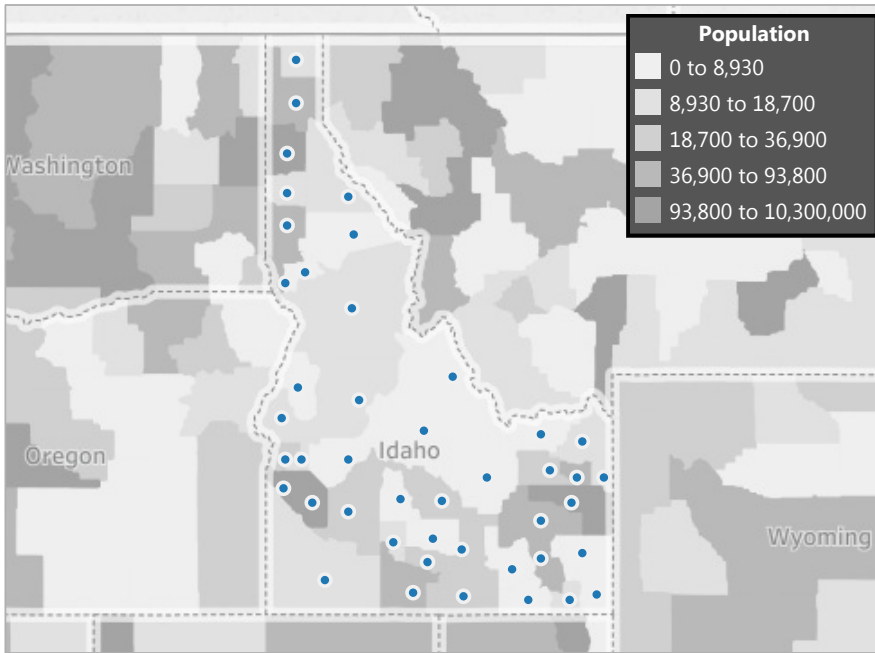 Population
0 to 8,930
8,930 to 18,700
18,700 to 36,900
36,900 to 93,800
93,800 to 10,300,000
Washington
Oregon
Idaho
Wyoming